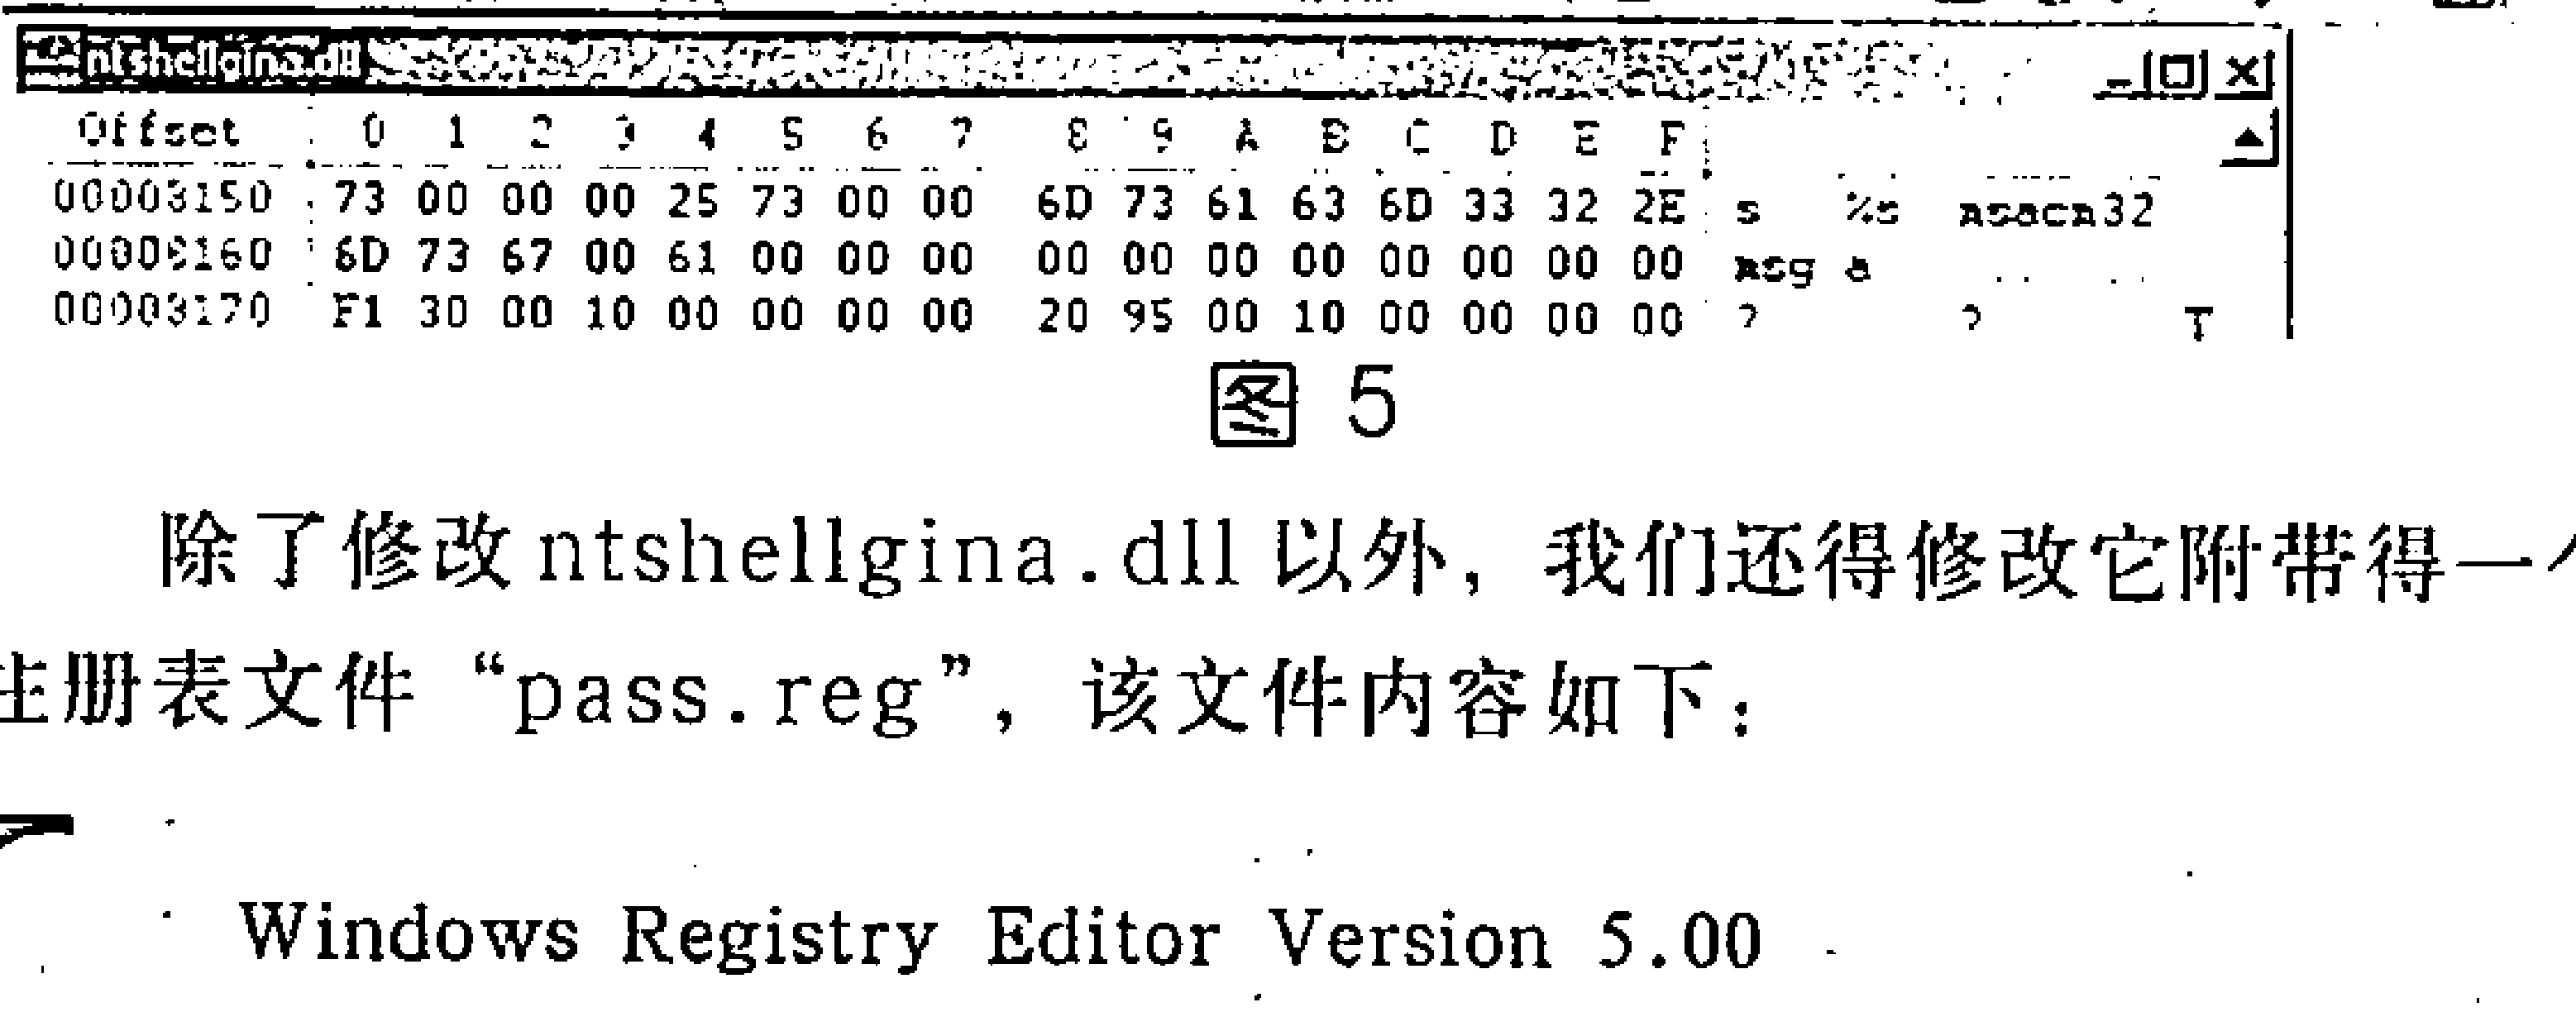 ntshellgina.dll
Offset 0 1 2 3 4 5 6 7 8 9 A B C D E F
00003150 73 00 00 00 25 73 00 00 6D 73 61 63 6D 33 32 2E s %s msacm32
00003160 6D 73 67 00 61 00 00 00 00 00 00 00 00 00 00 00 msg a
00003170 F1 30 00 10 00 00 00 00 20 95 00 10 00 00 00 00 ? ? T
图 5
除了修改ntshellgina.dll以外，我们还得修改它附带得一个
注册表文件“pass.reg”，该文件内容如下：
Windows Registry Editor Version 5.00